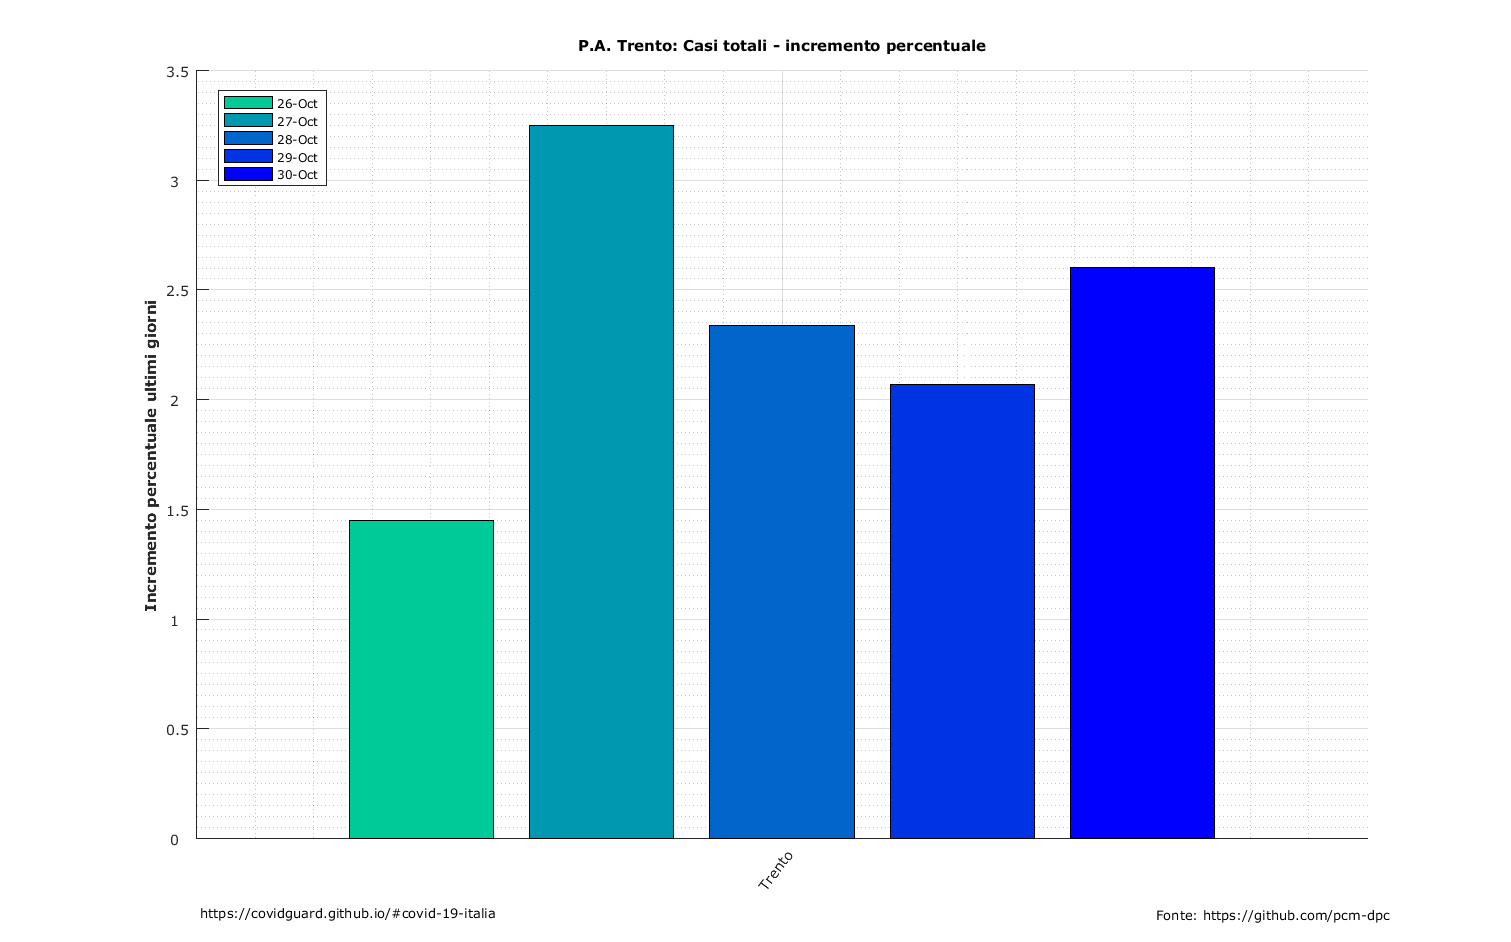 P.A. Trento: Casi totali - incremento percentuale
3.5
3
2.5
2
1.5
1
0.5
0
Incremento percentuale ultimi giorni
26-Oct
27-Oct
28-Oct
29-Oct
30-Oct
Trento
https://covidguard.github.io/#covid-19-italia
Fonte: https://github.com/pcm-dpc